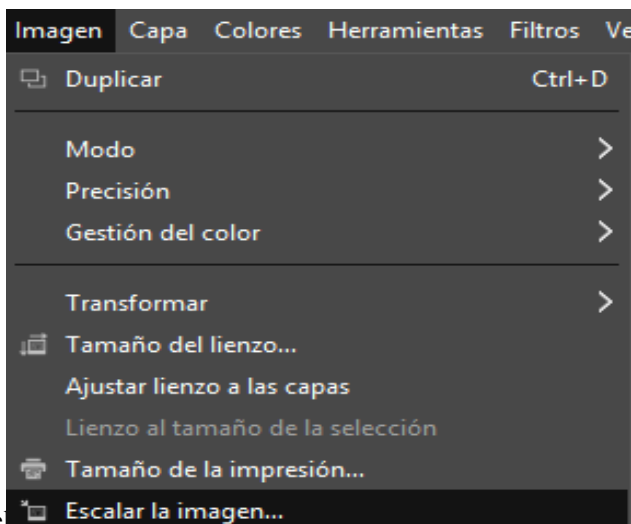 Imagen Capa Colores Herramientas Filtros Ve
Duplicar Ctrl+D
Modo
Precisión
Gestión del color
Transformar
Tamaño del lienzo...
Ajustar lienzo a las capas
Lienzo al tamaño de la selección
Tamaño de la impresión...
Escalar la imagen...